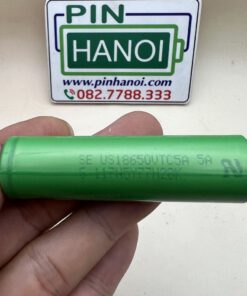 PIN
HANOI
www.pinhanoi.com
082.7788.333
SE US18650VTC5A 5A